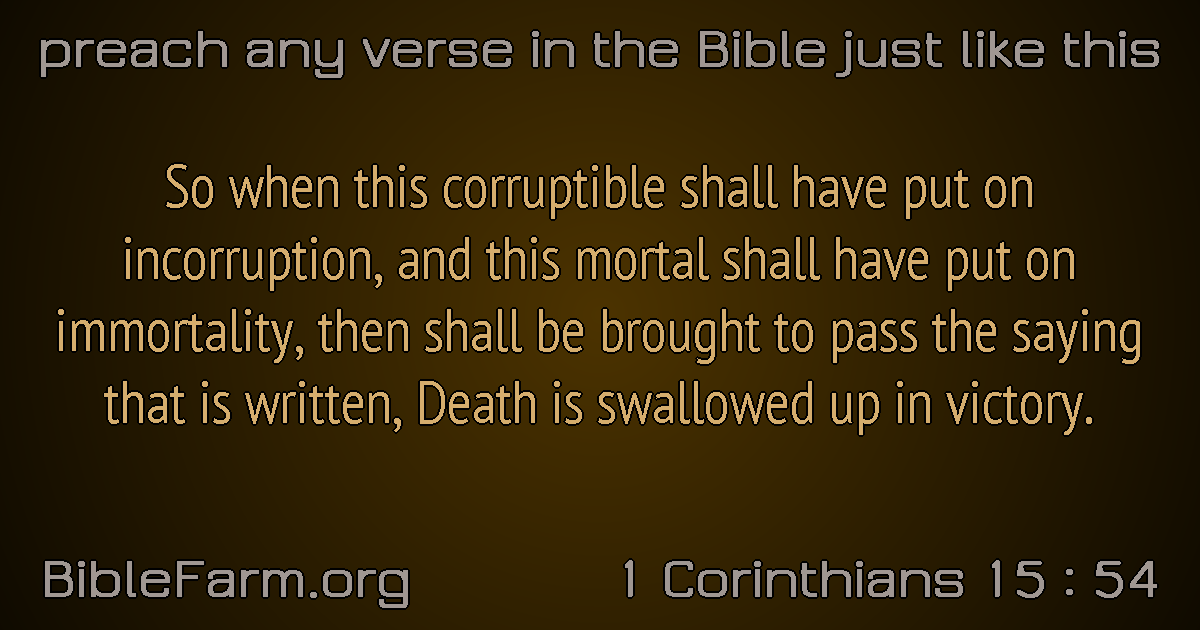 preach any verse in the Bible just like this
So when this corruptible shall have put on
incorruption, and this mortal shall have put on
immortality, then shall be brought to pass the saying
that is written, Death is swallowed up in victory.
BibleFarm.org
1 Corinthians 15 : 54